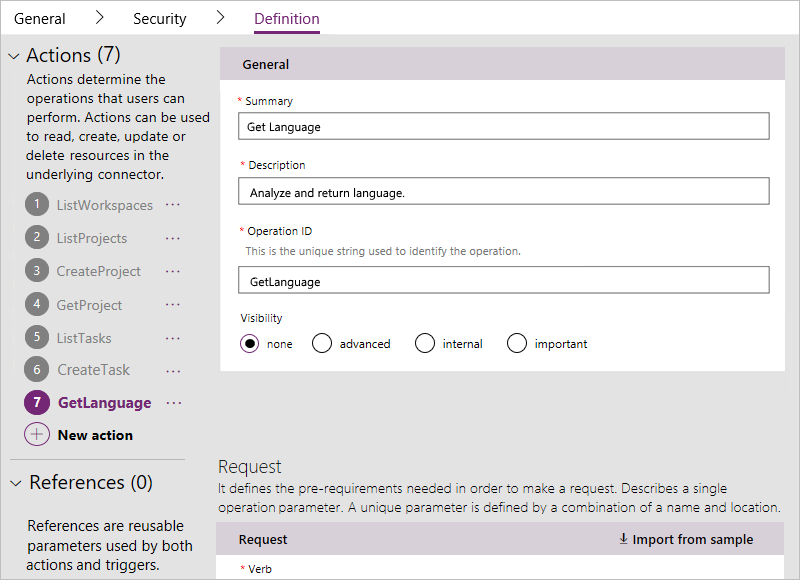 General > Security > Definition
Actions (7)
Actions determine the
operations that users can
perform. Actions can be used
to read, create, update or
delete resources in the
underlying connector.
1 ListWorkspaces ···
2 ListProjects ···
3 CreateProject ···
4 GetProject ···
5 ListTasks ···
6 CreateTask ···
7 GetLanguage ···
New action
References (0)
References are reusable
parameters used by both
actions and triggers.
General
* Summary
Get Language
* Description
Analyze and return language.
* Operation ID
This is the unique string used to identify the operation.
GetLanguage
Visibility
none advanced internal important
Request
It defines the pre-requirements needed in order to make a request. Describes a single
operation parameter. A unique parameter is defined by a combination of a name and location.
Request Import from sample
* Verb